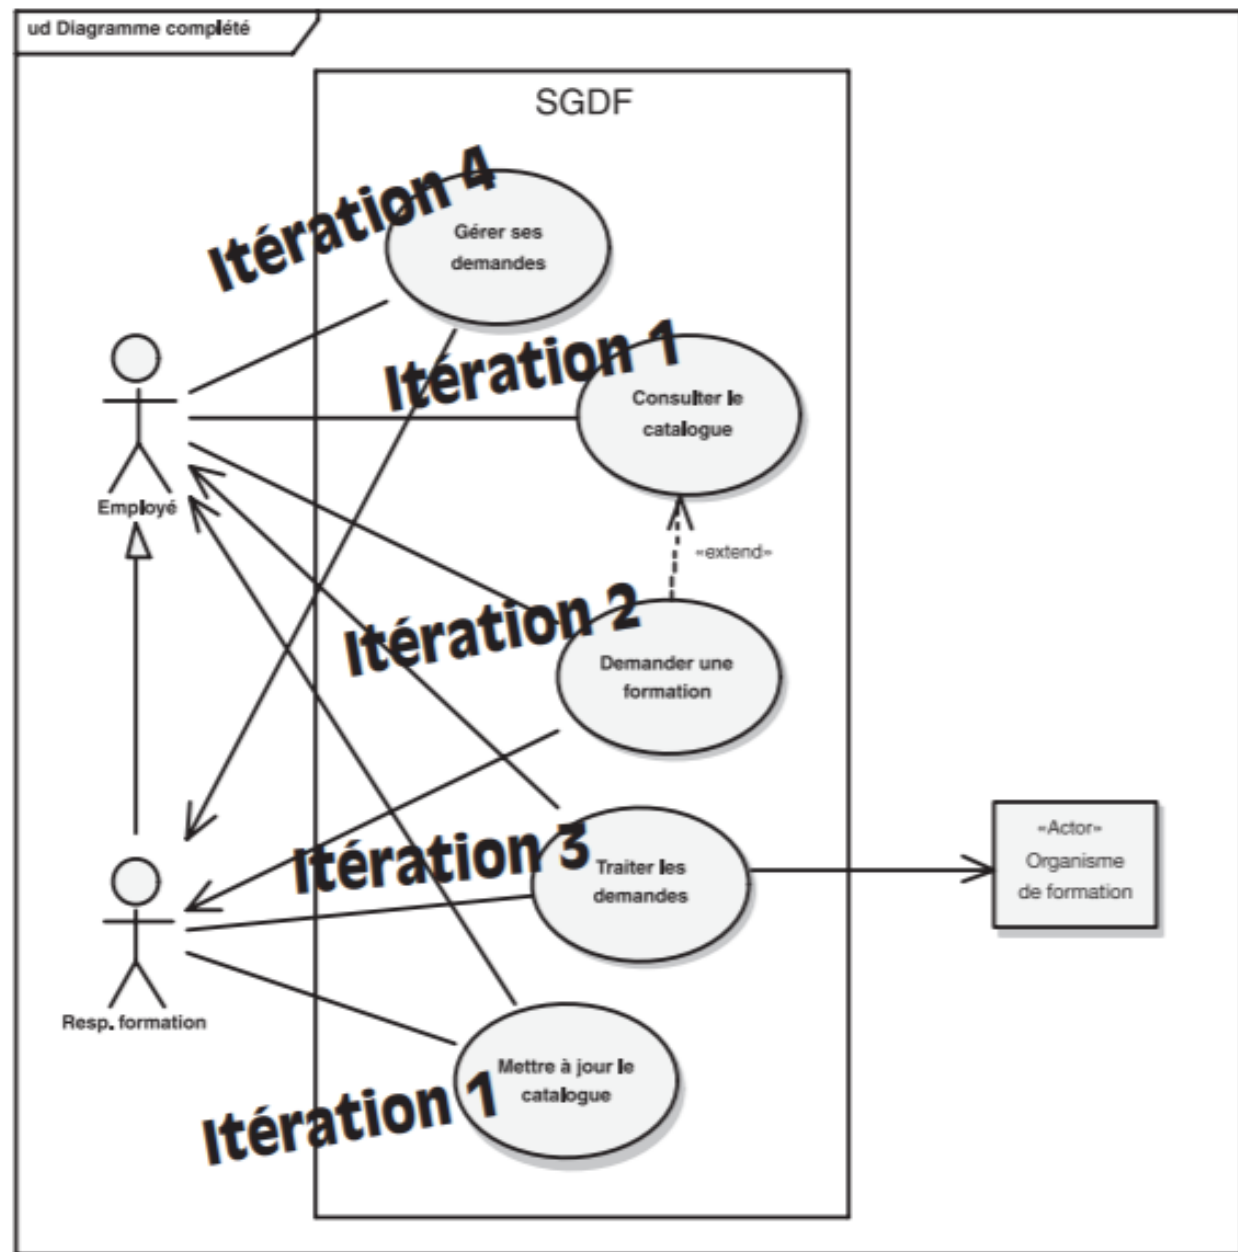 ud Diagramme complété
SGDF
Itération 4
Gérer ses
demandes
Itération 1
Consulter le
catalogue
Employé
«extend»
Itération 2
Demander une
formation
Itération 3
Traiter les
demandes
«Actor»
Organisme
de formation
Resp. formation
Mettre à jour le
catalogue
Itération 1